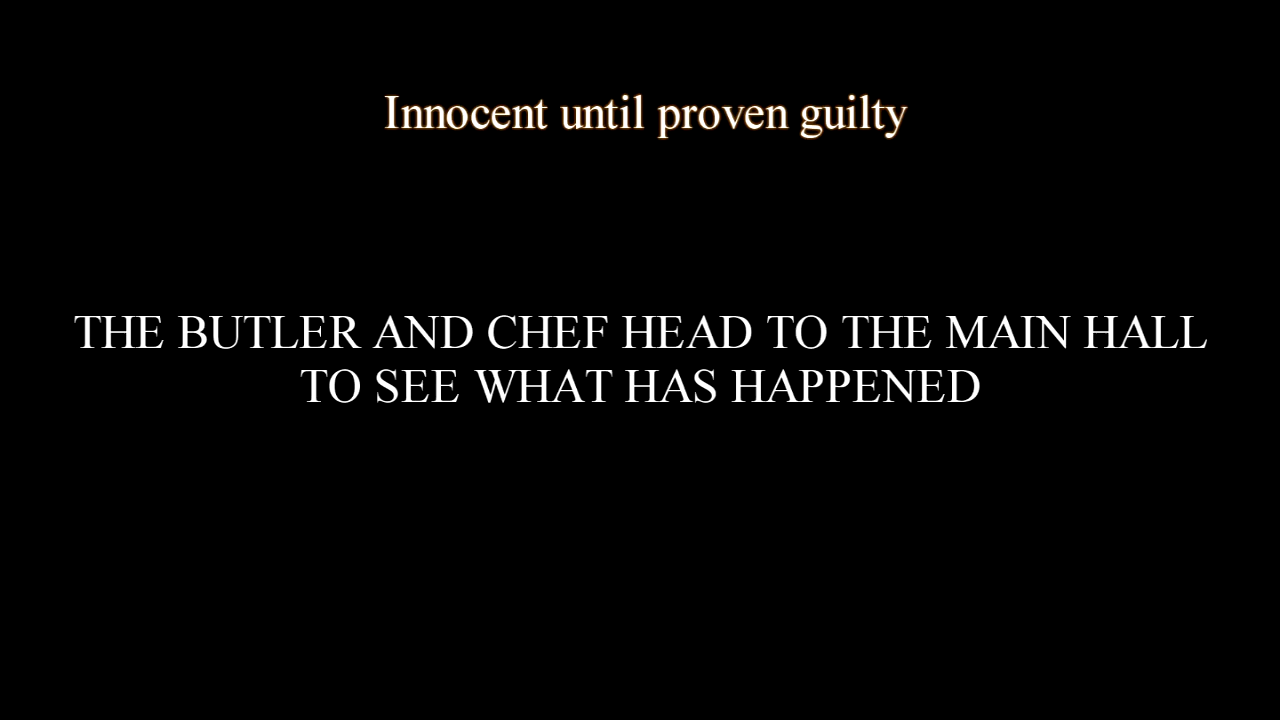 Innocent until proven guilty
THE BUTLER AND CHEF HEAD TO THE MAIN HALL
TO SEE WHAT HAS HAPPENED